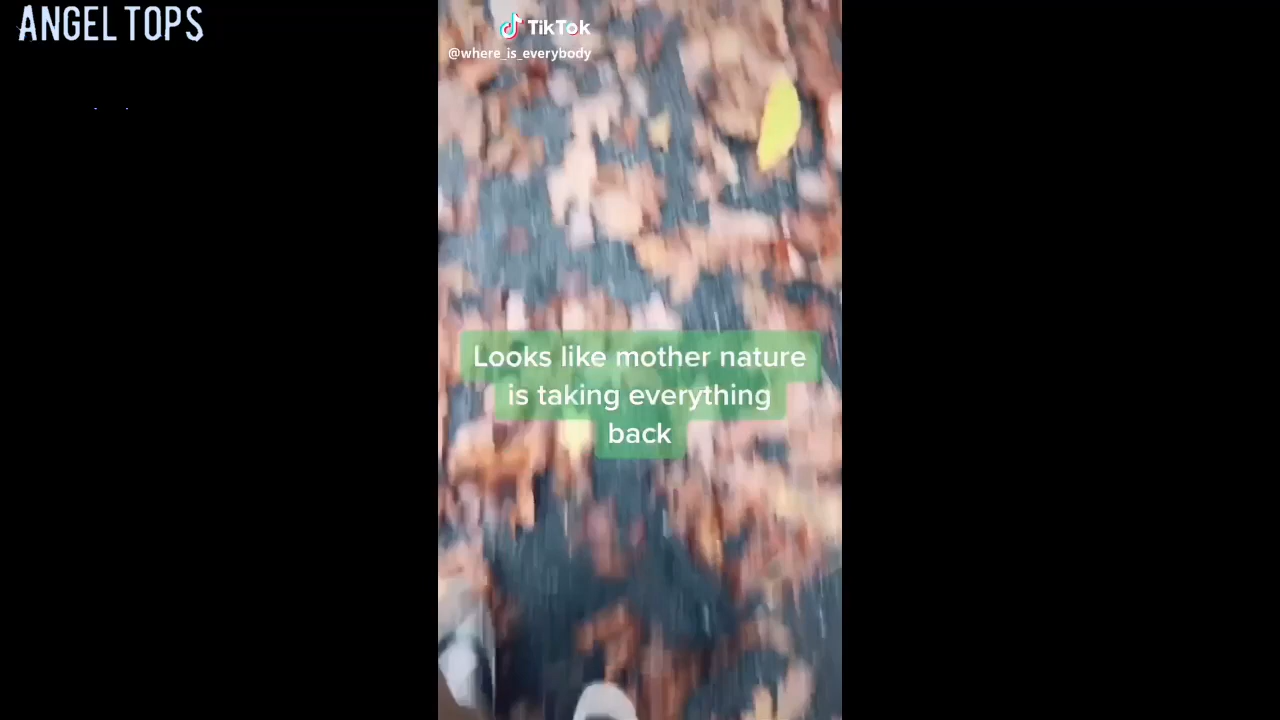 ANGEL TOPS
TikTok
@where_is_everybody
Looks like mother nature
is taking everything
back